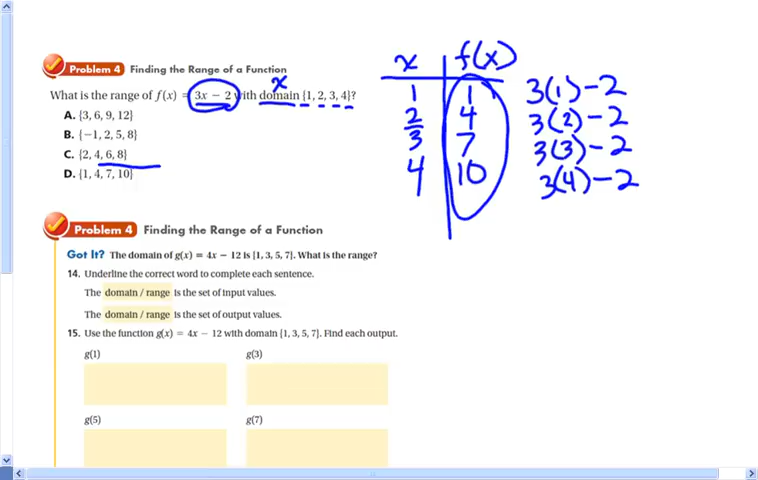 Problem 4 Finding the Range of a Function
x
What is the range of f(x) = 3x − 2 with domain {1, 2, 3, 4}?
A. {3, 6, 9, 12}
B. {−1, 2, 5, 8}
C. {2, 4, 6, 8}
D. {1, 4, 7, 10}
x f(x)
1 1 3(1)-2
2 4 3(2)-2
3 7 3(3)-2
4 10 3(4)-2
Problem 4 Finding the Range of a Function
Got It? The domain of g(x) = 4x − 12 is {1, 3, 5, 7}. What is the range?
14. Underline the correct word to complete each sentence.
The domain / range is the set of input values.
The domain / range is the set of output values.
15. Use the function g(x) = 4x − 12 with domain {1, 3, 5, 7}. Find each output.
g(1) g(3)
g(5) g(7)